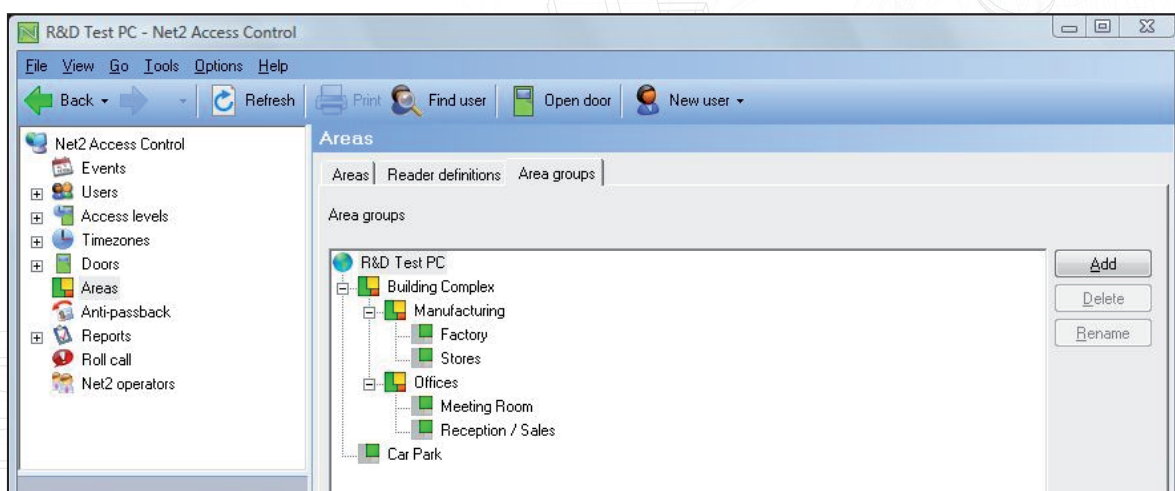 R&D Test PC - Net2 Access Control
File View Go Tools Options Help
Back Refresh Print Find user Open door New user
Net2 Access Control
Events
Users
Access levels
Timezones
Doors
Areas
Anti-passback
Reports
Roll call
Net2 operators
Areas
Areas Reader definitions Area groups
Area groups
R&D Test PC
Building Complex
Manufacturing
Factory
Stores
Offices
Meeting Room
Reception / Sales
Car Park
Add
Delete
Rename